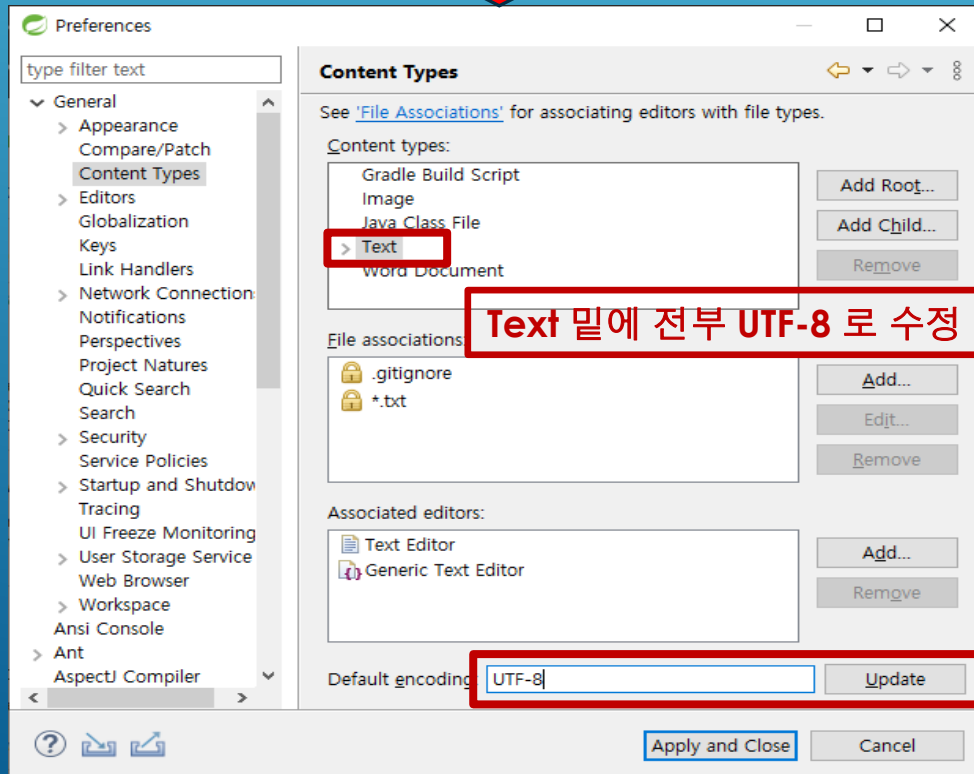 Preferences
type filter text
General
Appearance
Compare/Patch
Content Types
Editors
Globalization
Keys
Link Handlers
Network Connection
Notifications
Perspectives
Project Natures
Quick Search
Search
Security
Service Policies
Startup and Shutdow
Tracing
UI Freeze Monitoring
User Storage Service
Web Browser
Workspace
Ansi Console
Ant
AspectJ Compiler
Content Types
See 'File Associations' for associating editors with file types.
Content types:
Gradle Build Script
Image
Java Class File
Text
Word Document
Add Root...
Add Child...
Remove
Text 밑에 전부 UTF-8 로 수정
File associations:
.gitignore
*.txt
Add...
Edit...
Remove
Associated editors:
Text Editor
Generic Text Editor
Add...
Remove
Default encoding
UTF-8
Update
Apply and Close
Cancel